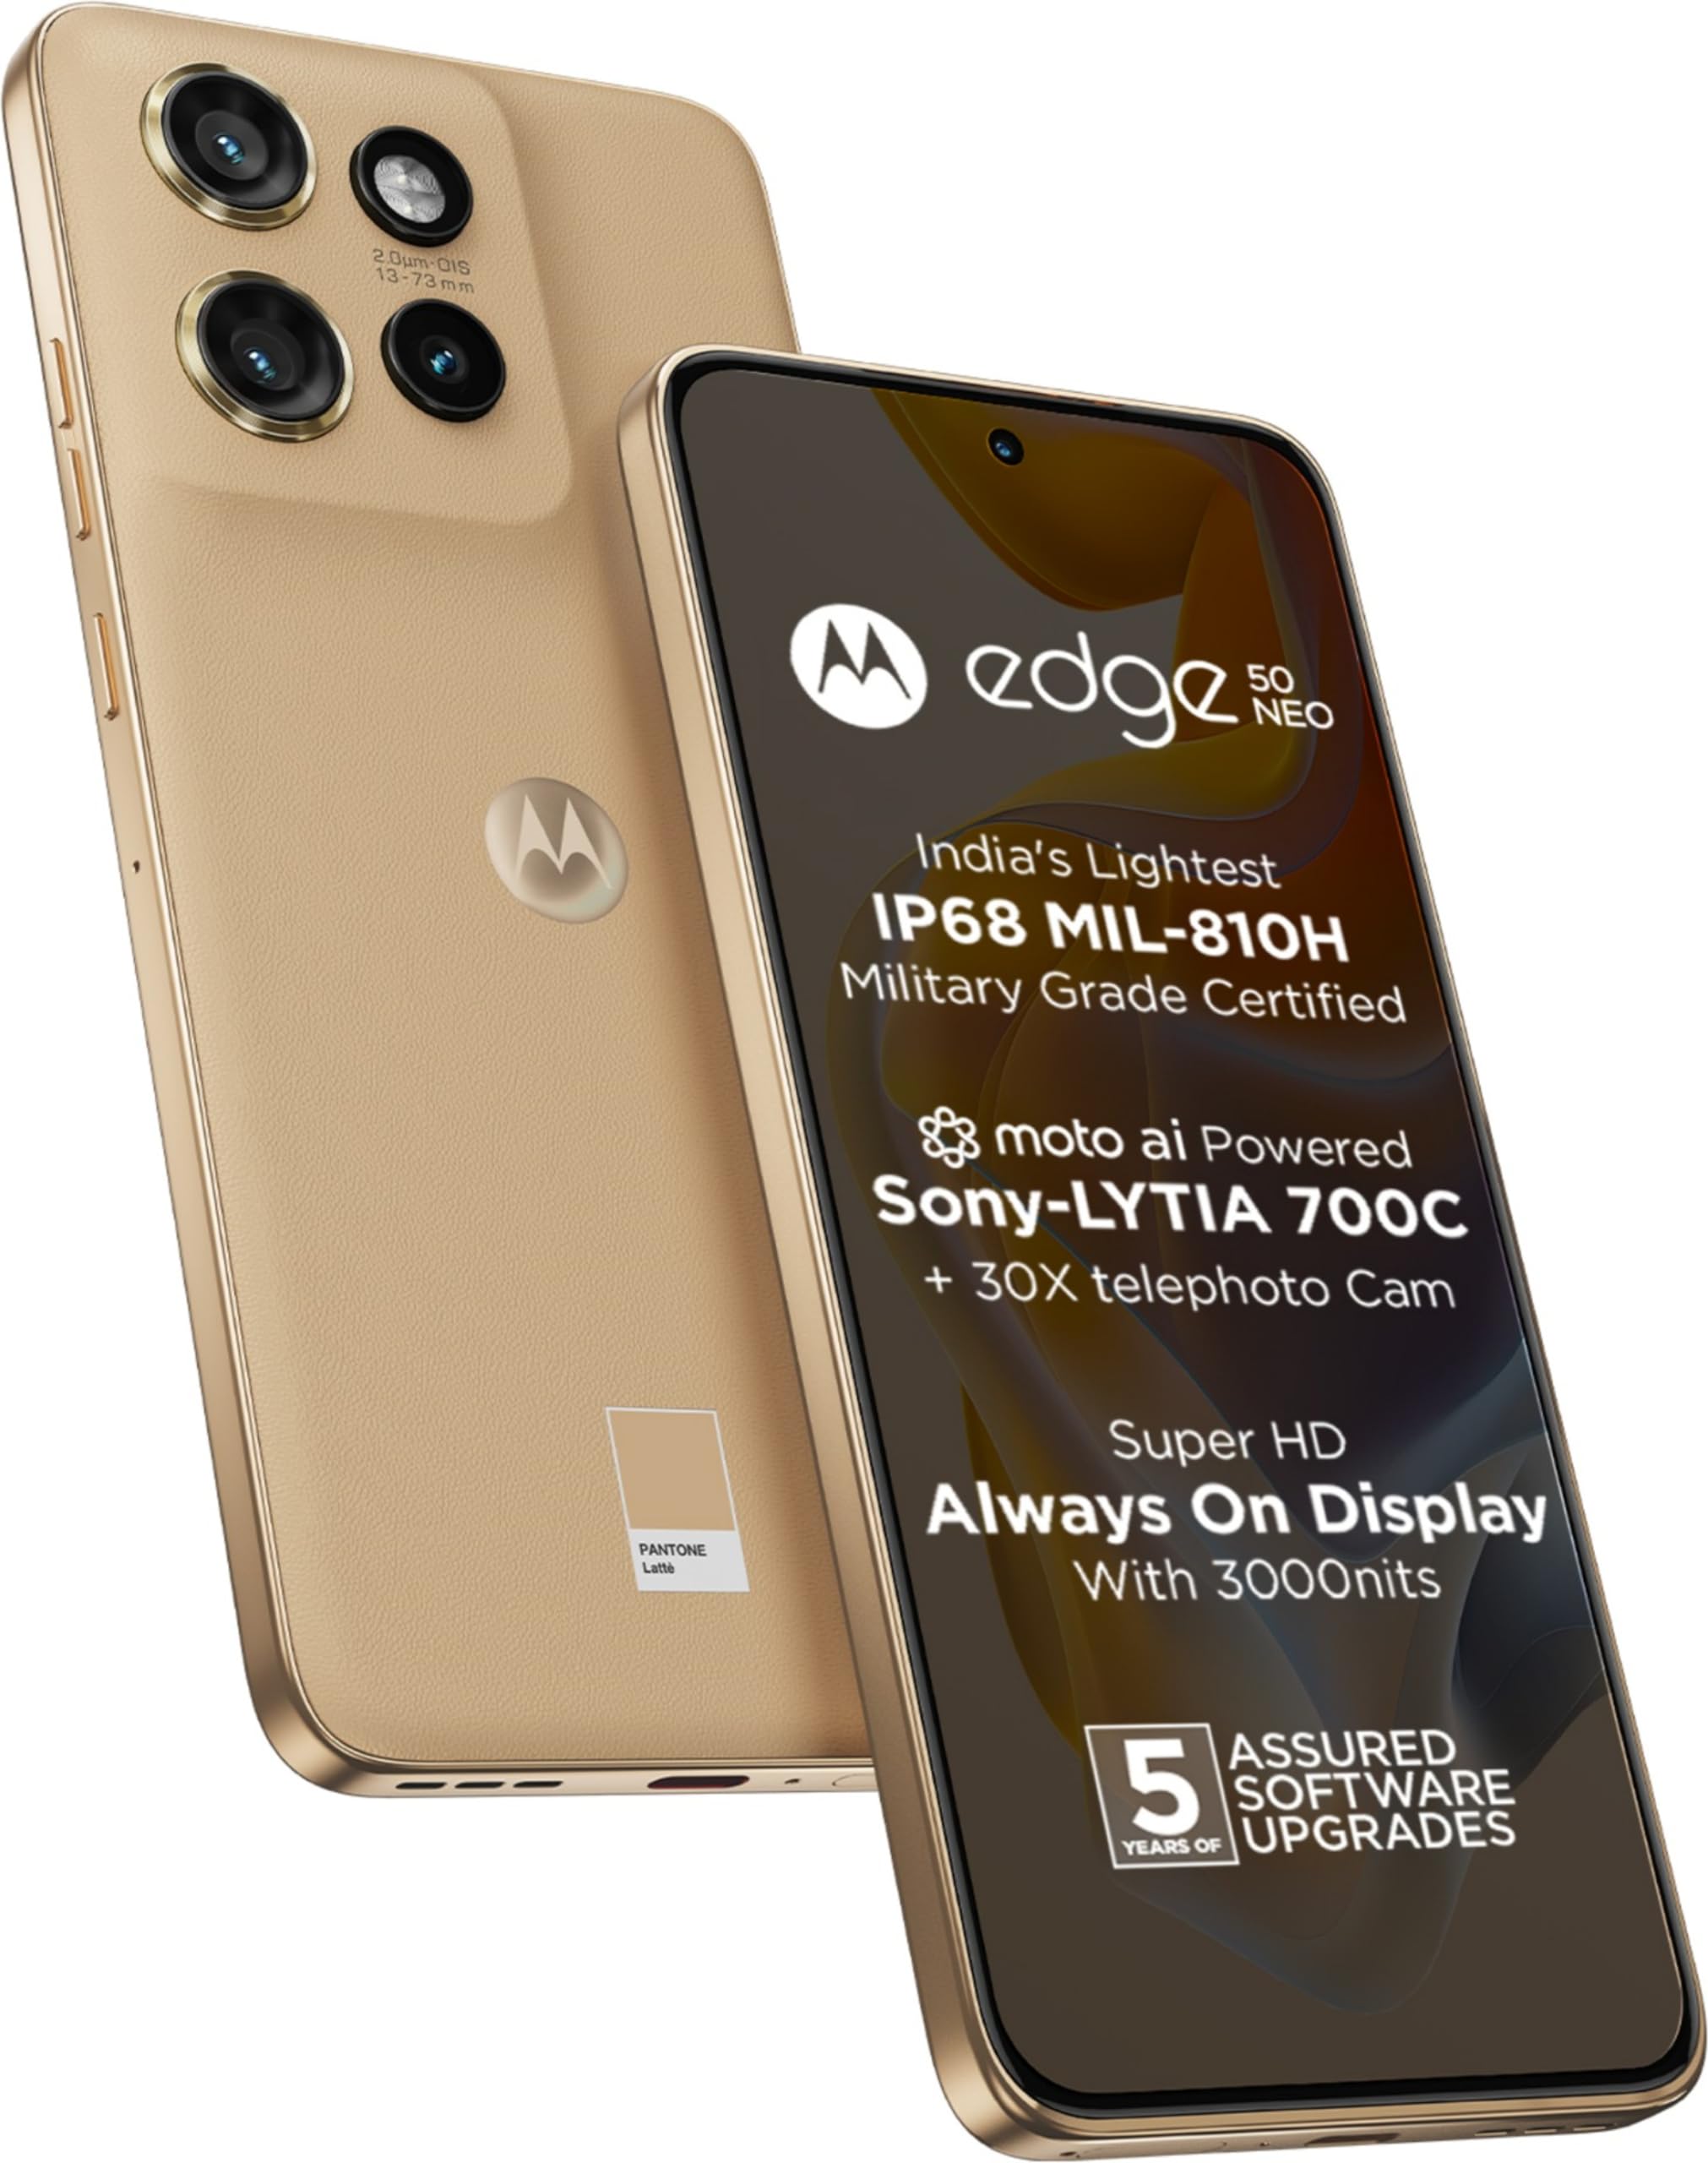 2.0µm-OIS
13-73mm
PANTONE
Lattè
edge 50 NEO
India's Lightest
IP68 MIL-810H
Military Grade Certified
moto ai Powered
Sony-LYTIA 700C
+ 30X telephoto Cam
Super HD
Always On Display
With 3000nits
5
YEARS OF
ASSURED
SOFTWARE
UPGRADES